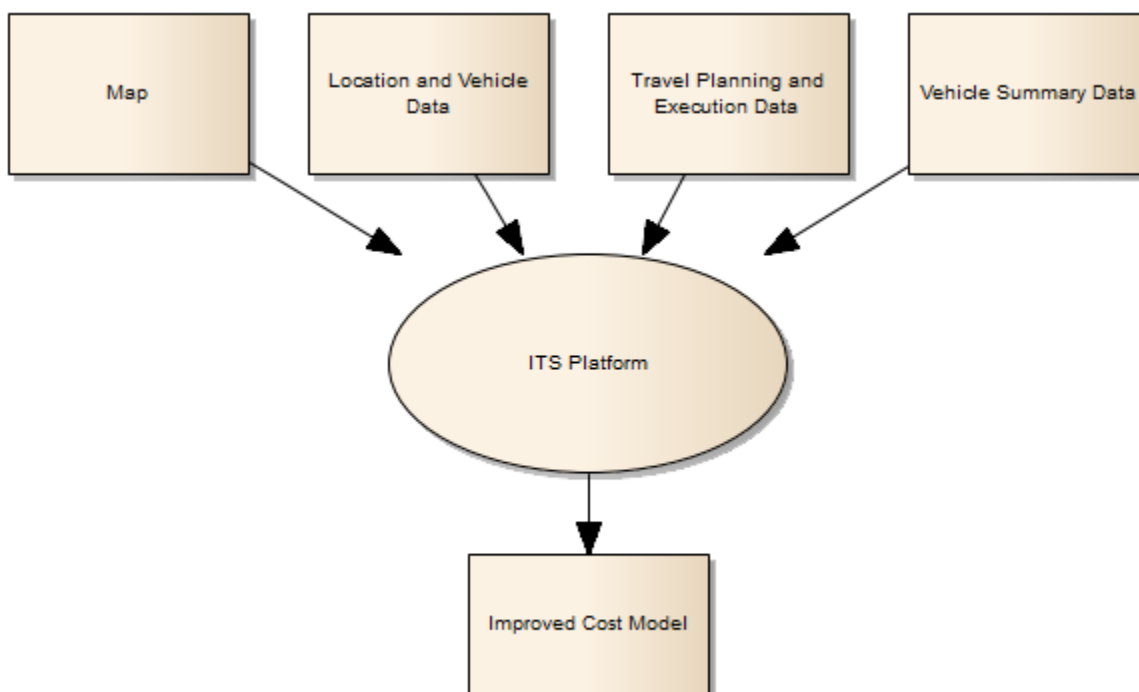 Map
Location and Vehicle
Data
Travel Planning and
Execution Data
Vehicle Summary Data
ITS Platform
Improved Cost Model